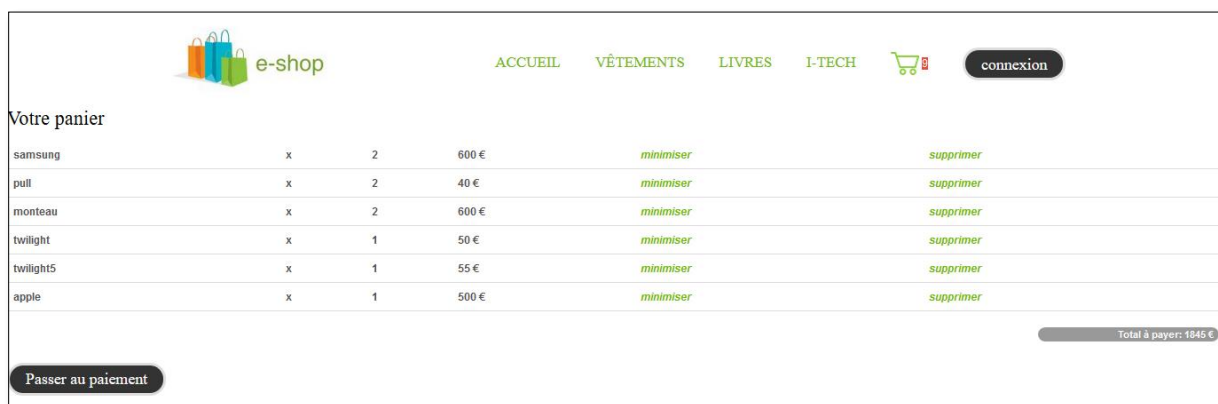 e-shop ACCUEIL VÊTEMENTS LIVRES I-TECH 9 connexion
Votre panier
samsung x 2 600 € minimiser supprimer
pull x 2 40 € minimiser supprimer
monteau x 2 600 € minimiser supprimer
twilight x 1 50 € minimiser supprimer
twilight5 x 1 55 € minimiser supprimer
apple x 1 500 € minimiser supprimer
Total à payer: 1845 €
Passer au paiement